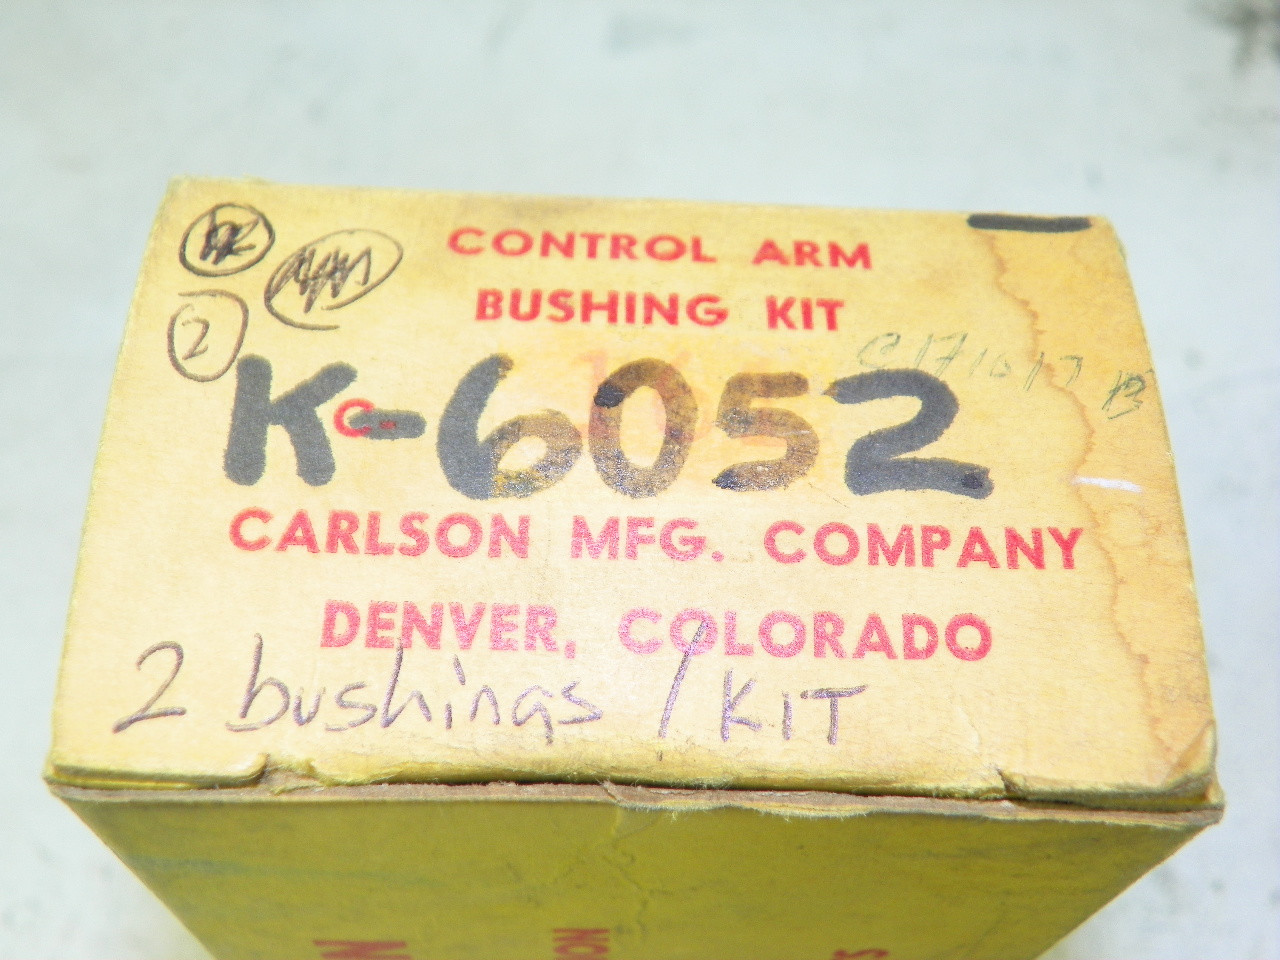 CONTROL ARM
BUSHING KIT
2
K-6052
C-
CARLSON MFG. COMPANY
DENVER, COLORADO
2 bushings / KIT